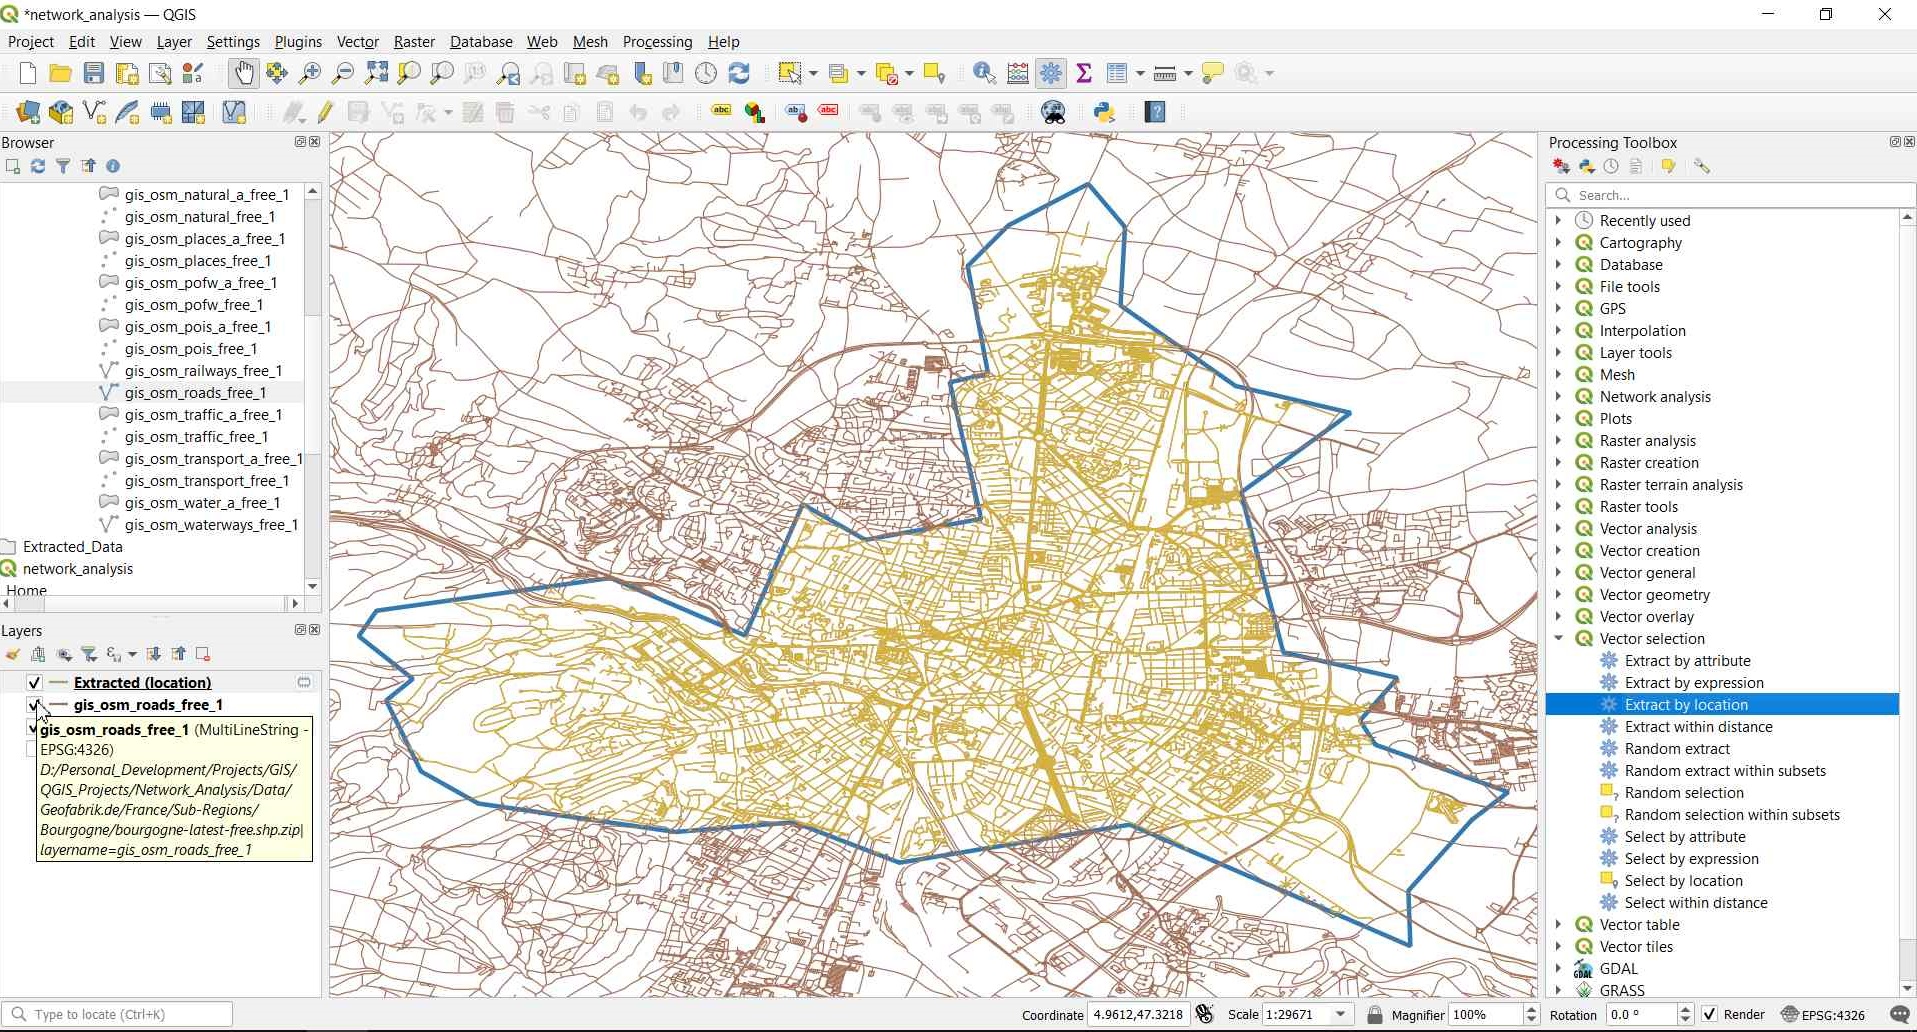 *network_analysis — QGIS
Project Edit View Layer Settings Plugins Vector Raster Database Web Mesh Processing Help
abc abc abc
Browser
gis_osm_natural_a_free_1
gis_osm_natural_free_1
gis_osm_places_a_free_1
gis_osm_places_free_1
gis_osm_pofw_a_free_1
gis_osm_pofw_free_1
gis_osm_pois_a_free_1
gis_osm_pois_free_1
gis_osm_railways_free_1
gis_osm_roads_free_1
gis_osm_traffic_a_free_1
gis_osm_traffic_free_1
gis_osm_transport_a_free_1
gis_osm_transport_free_1
gis_osm_water_a_free_1
gis_osm_waterways_free_1
Extracted_Data
network_analysis
Home
Layers
Extracted (location)
gis_osm_roads_free_1
gis_osm_roads_free_1 (MultiLineString -
EPSG:4326)
D:/Personal_Development/Projects/GIS/
QGIS_Projects/Network_Analysis/Data/
Geofabrik.de/France/Sub-Regions/
Bourgogne/bourgogne-latest-free.shp.zip|
layername=gis_osm_roads_free_1
Processing Toolbox
Search...
Recently used
Cartography
Database
File tools
GPS
Interpolation
Layer tools
Mesh
Network analysis
Plots
Raster analysis
Raster creation
Raster terrain analysis
Raster tools
Vector analysis
Vector creation
Vector general
Vector geometry
Vector overlay
Vector selection
Extract by attribute
Extract by expression
Extract by location
Extract within distance
Random extract
Random extract within subsets
Random selection
Random selection within subsets
Select by attribute
Select by expression
Select by location
Select within distance
Vector table
Vector tiles
GDAL
GRASS
Type to locate (Ctrl+K)
Coordinate 4.9612,47.3218 Scale 1:29671 Magnifier 100% Rotation 0.0 ° Render EPSG:4326